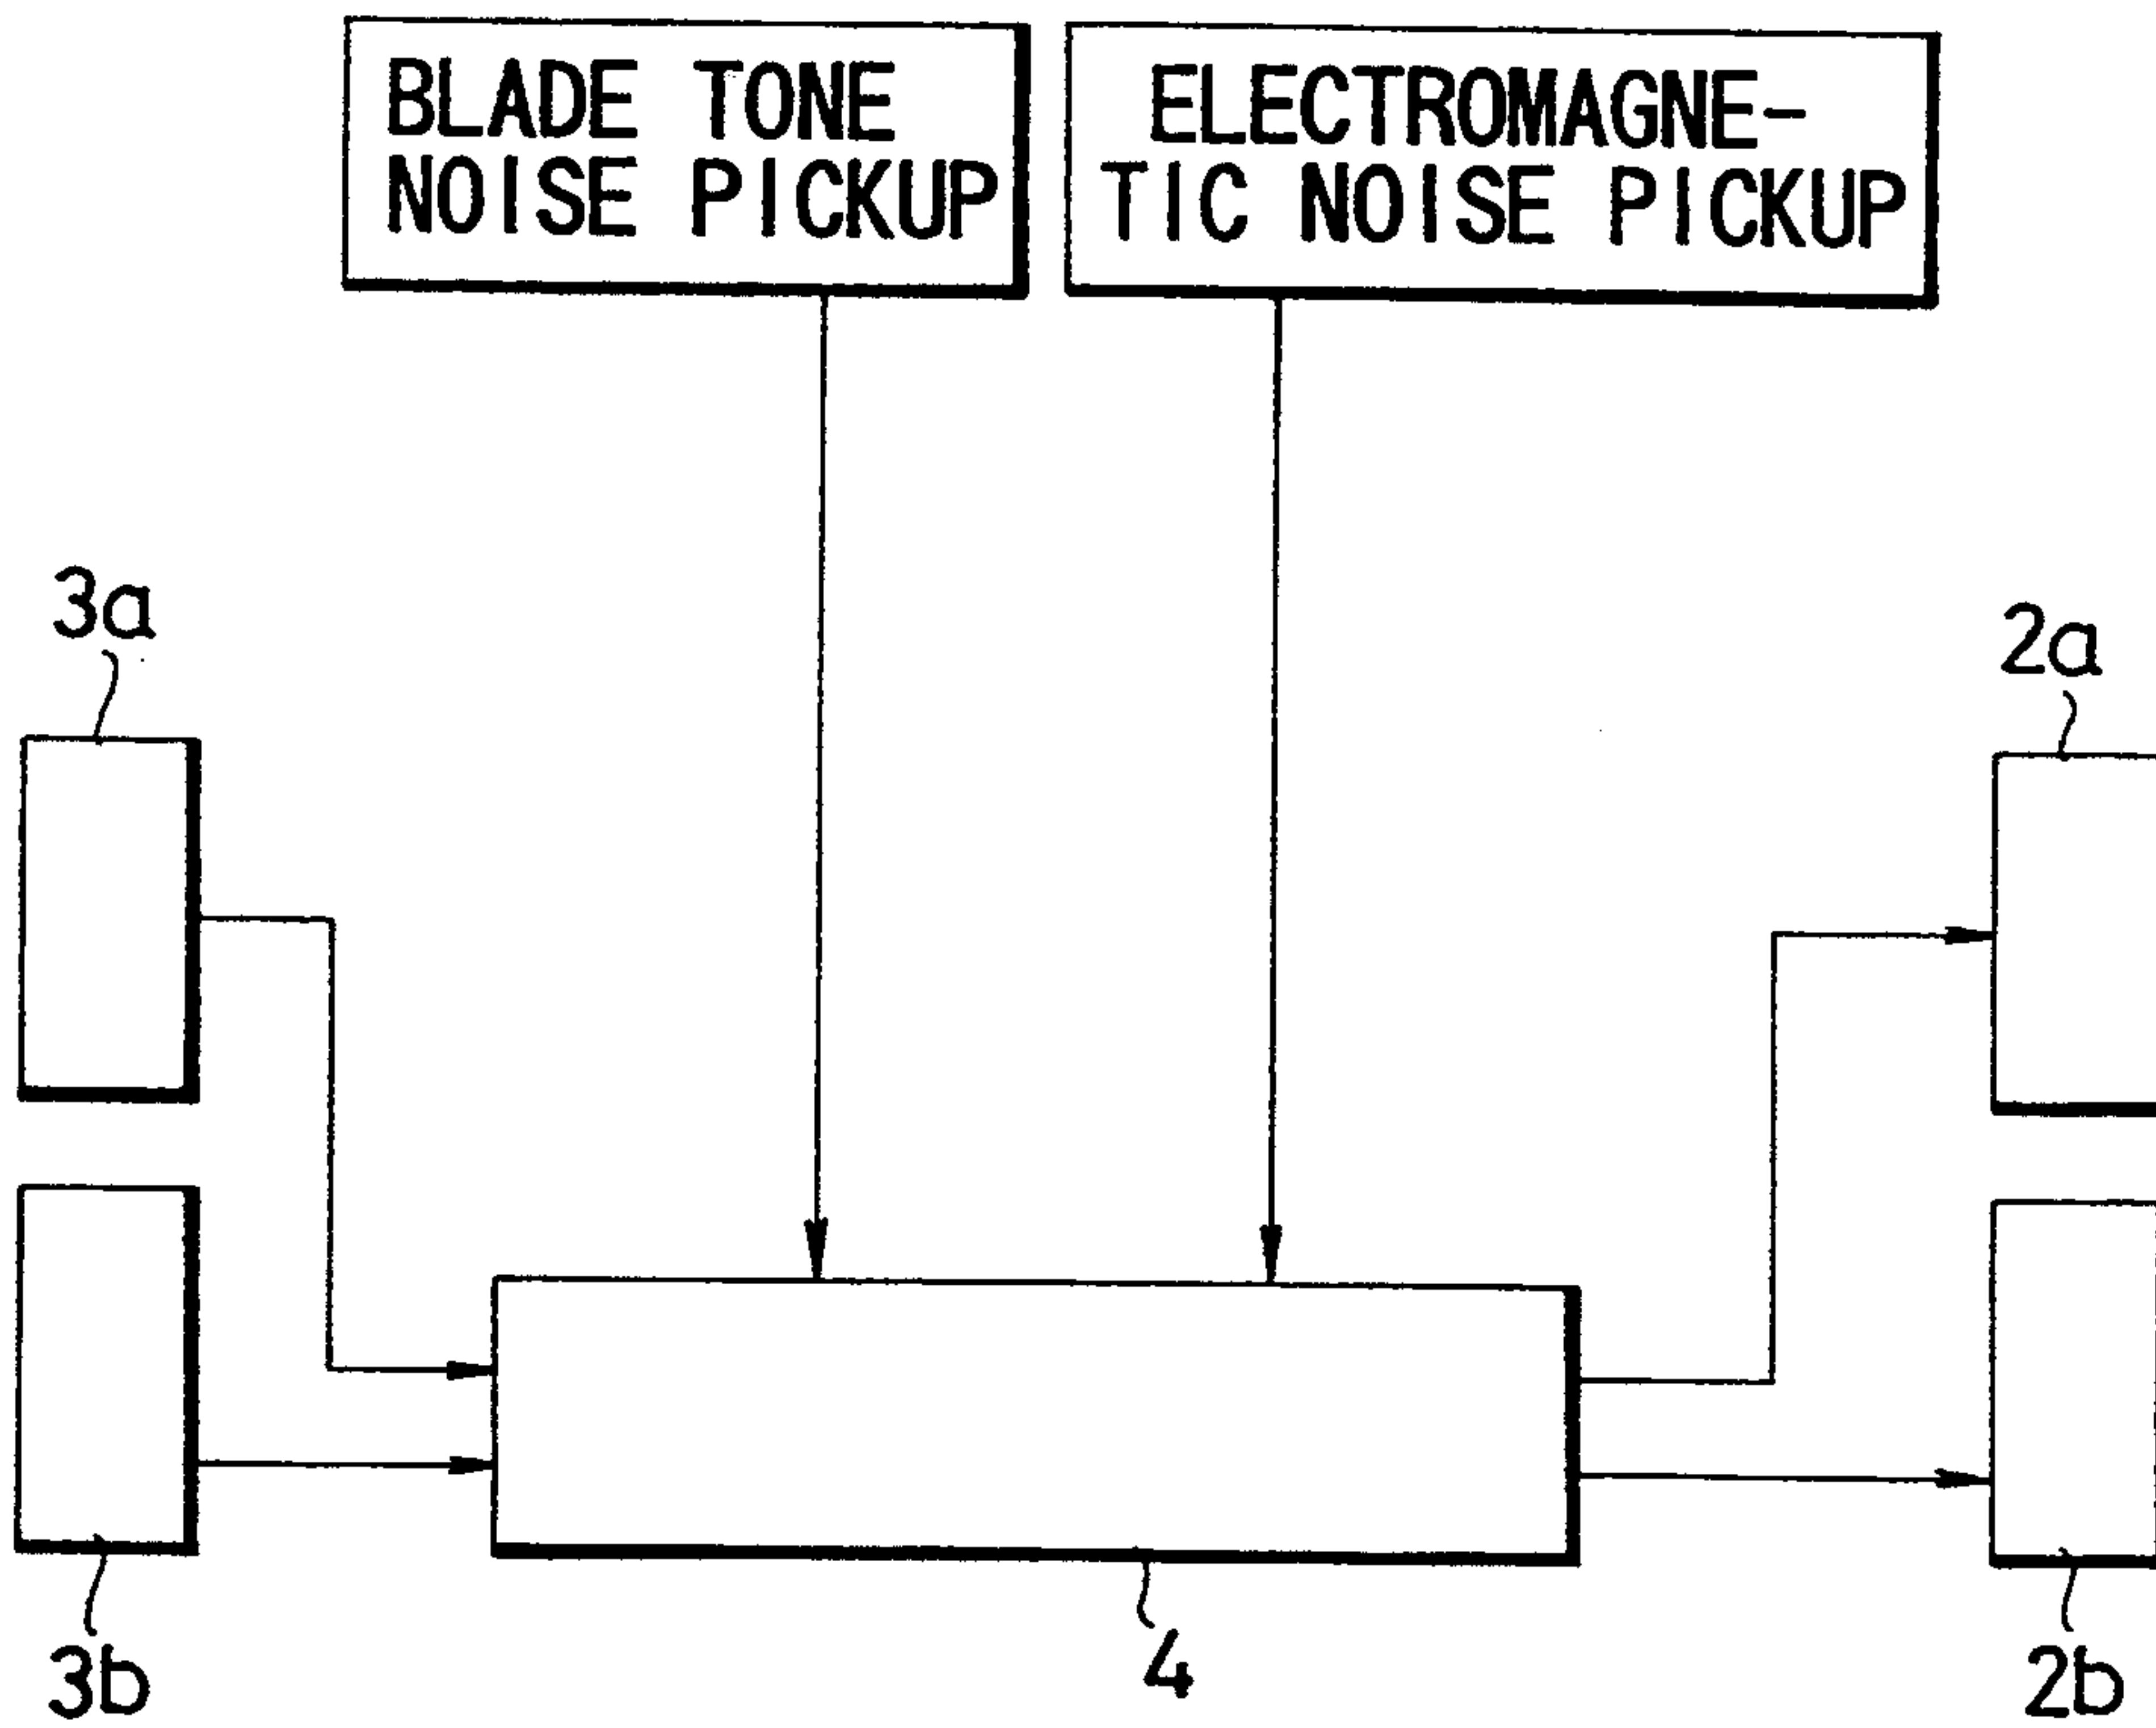 BLADE TONE
NOISE PICKUP
ELECTROMAGNE-
TIC NOISE PICKUP
3a
2a
3b
4
2b